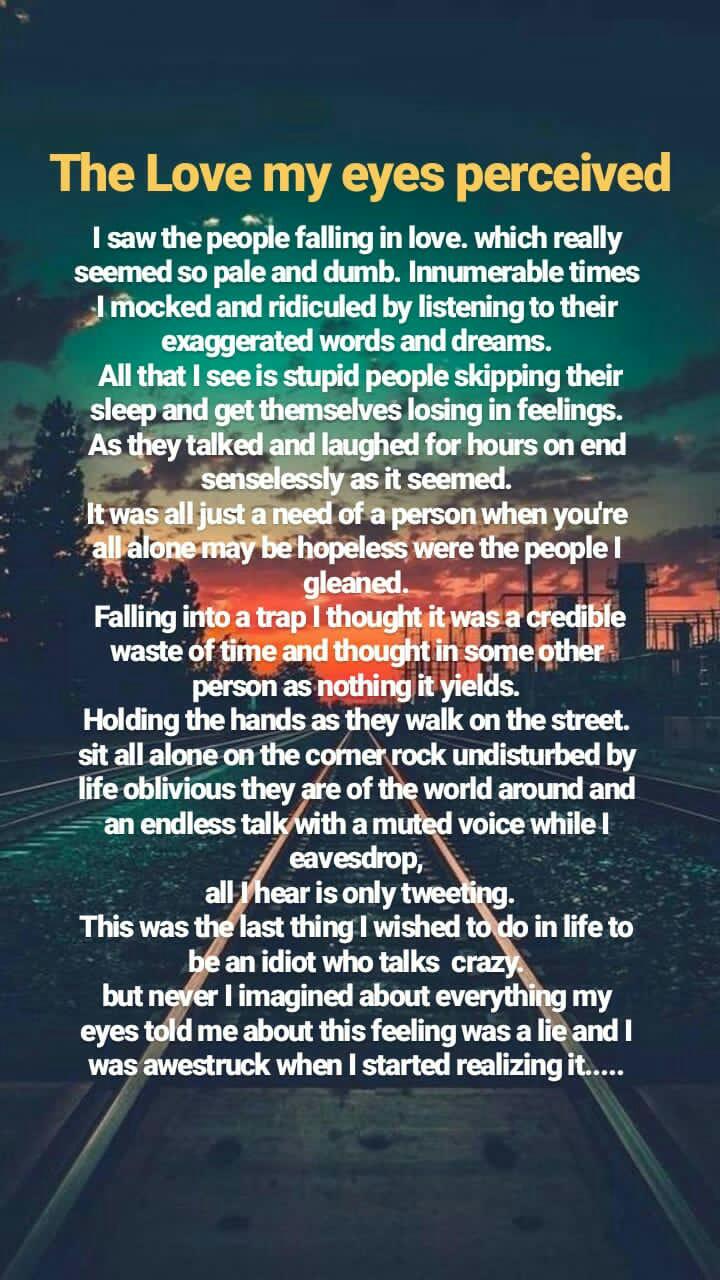 The Love my eyes perceived
I saw the people falling in love. which really
seemed so pale and dumb. Innumerable times
I mocked and ridiculed by listening to their
exaggerated words and dreams.
All that I see is stupid people skipping their
sleep and get themselves losing in feelings.
As they talked and laughed for hours on end
senselessly as it seemed.
It was all just a need of a person when you're
all alone may be hopeless were the people I
gleaned.
Falling into a trap I thought it was a credible
waste of time and thought in some other
person as nothing it yields.
Holding the hands as they walk on the street.
sit all alone on the corner rock undisturbed by
life oblivious they are of the world around and
an endless talk with a muted voice while I
eavesdrop,
all I hear is only tweeting.
This was the last thing I wished to do in life to
be an idiot who talks  crazy.
but never I imagined about everything my
eyes told me about this feeling was a lie and I
was awestruck when I started realizing it.....